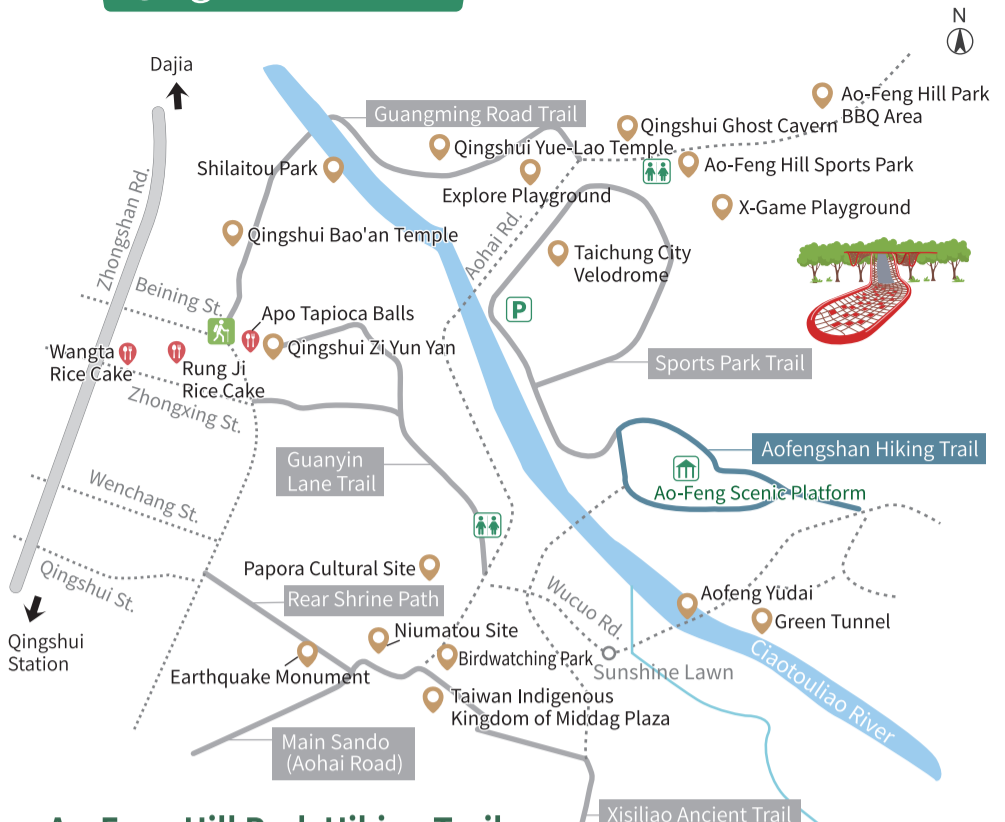 N
Dajia
Ao-Feng Hill Park
BBQ Area
Guangming Road Trail
Qingshui Ghost Cavern
Qingshui Yue-Lao Temple
Shilaitou Park
Ao-Feng Hill Sports Park
Explore Playground
X-Game Playground
Zhongshan Rd.
Qingshui Bao'an Temple
Aohai Rd.
Taichung City
Velodrome
Beining St.
P
Apo Tapioca Balls
Wangta
Rice Cake
Rung Ji
Rice Cake
Qingshui Zi Yun Yan
Sports Park Trail
Zhongxing St.
Guanyin
Lane Trail
Aofengshan Hiking Trail
Ao-Feng Scenic Platform
Wenchang St.
Qingshui St.
Papora Cultural Site
Rear Shrine Path
Wucuo Rd.
Aofeng Yudai
Green Tunnel
Qingshui
Station
Niumatou Site
Birdwatching Park
Earthquake Monument
Sunshine Lawn
Ciaotouliao River
Taiwan Indigenous
Kingdom of Middag Plaza
Main Sando
(Aohai Road)
Xisiliao Ancient Trail